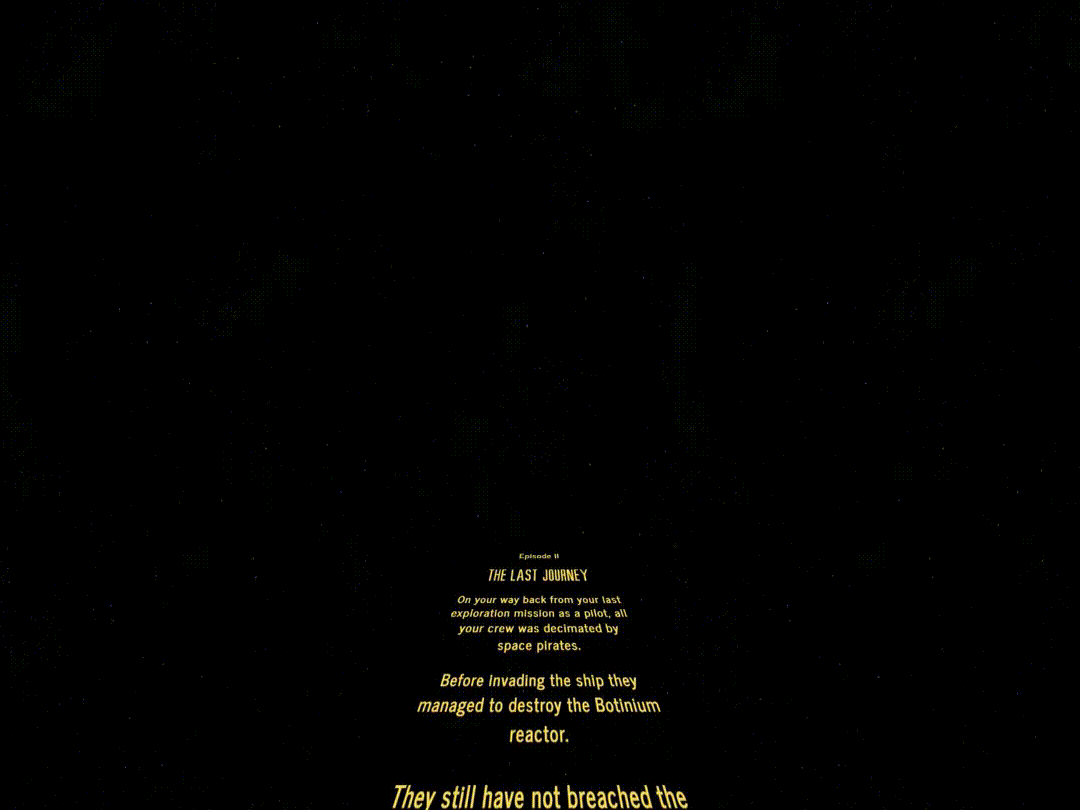 Episode II
THE LAST JOURNEY
On your way back from your last
exploration mission as a pilot, all
your crew was decimated by
space pirates.
Before invading the ship they
managed to destroy the Botinium
reactor.
They still have not breached the